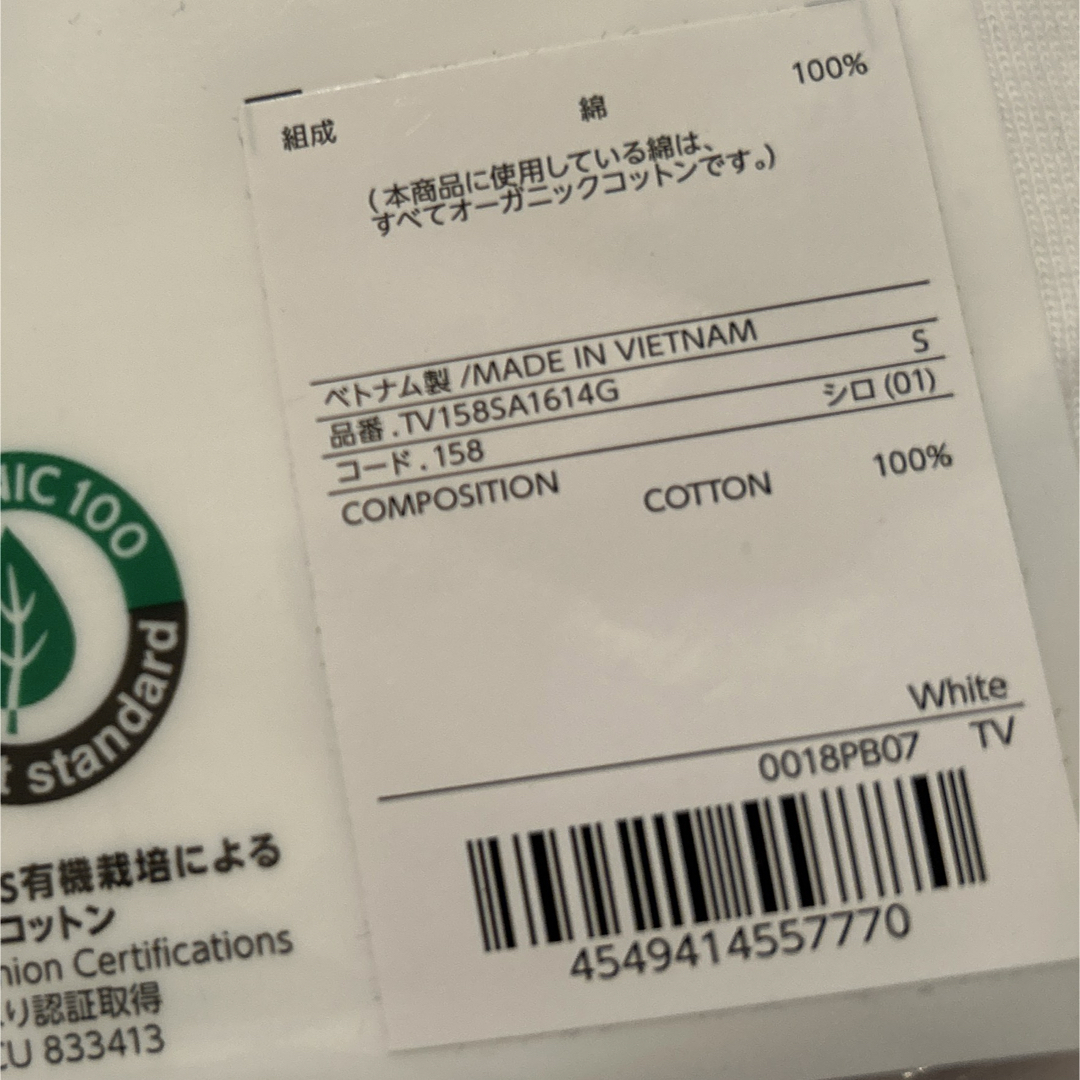 組成 綿 100%
(本商品に使用している綿は、
すべてオーガニックコットンです。)
ベトナム製 /MADE IN VIETNAM
品番.TV158SA1614G S
コード.158 シロ(01)
COMPOSITION COTTON 100%
White
0018PB07 TV
4549414557770
100
standard
S有機栽培による
コットン
Certifications
り認証取得
CU 833413